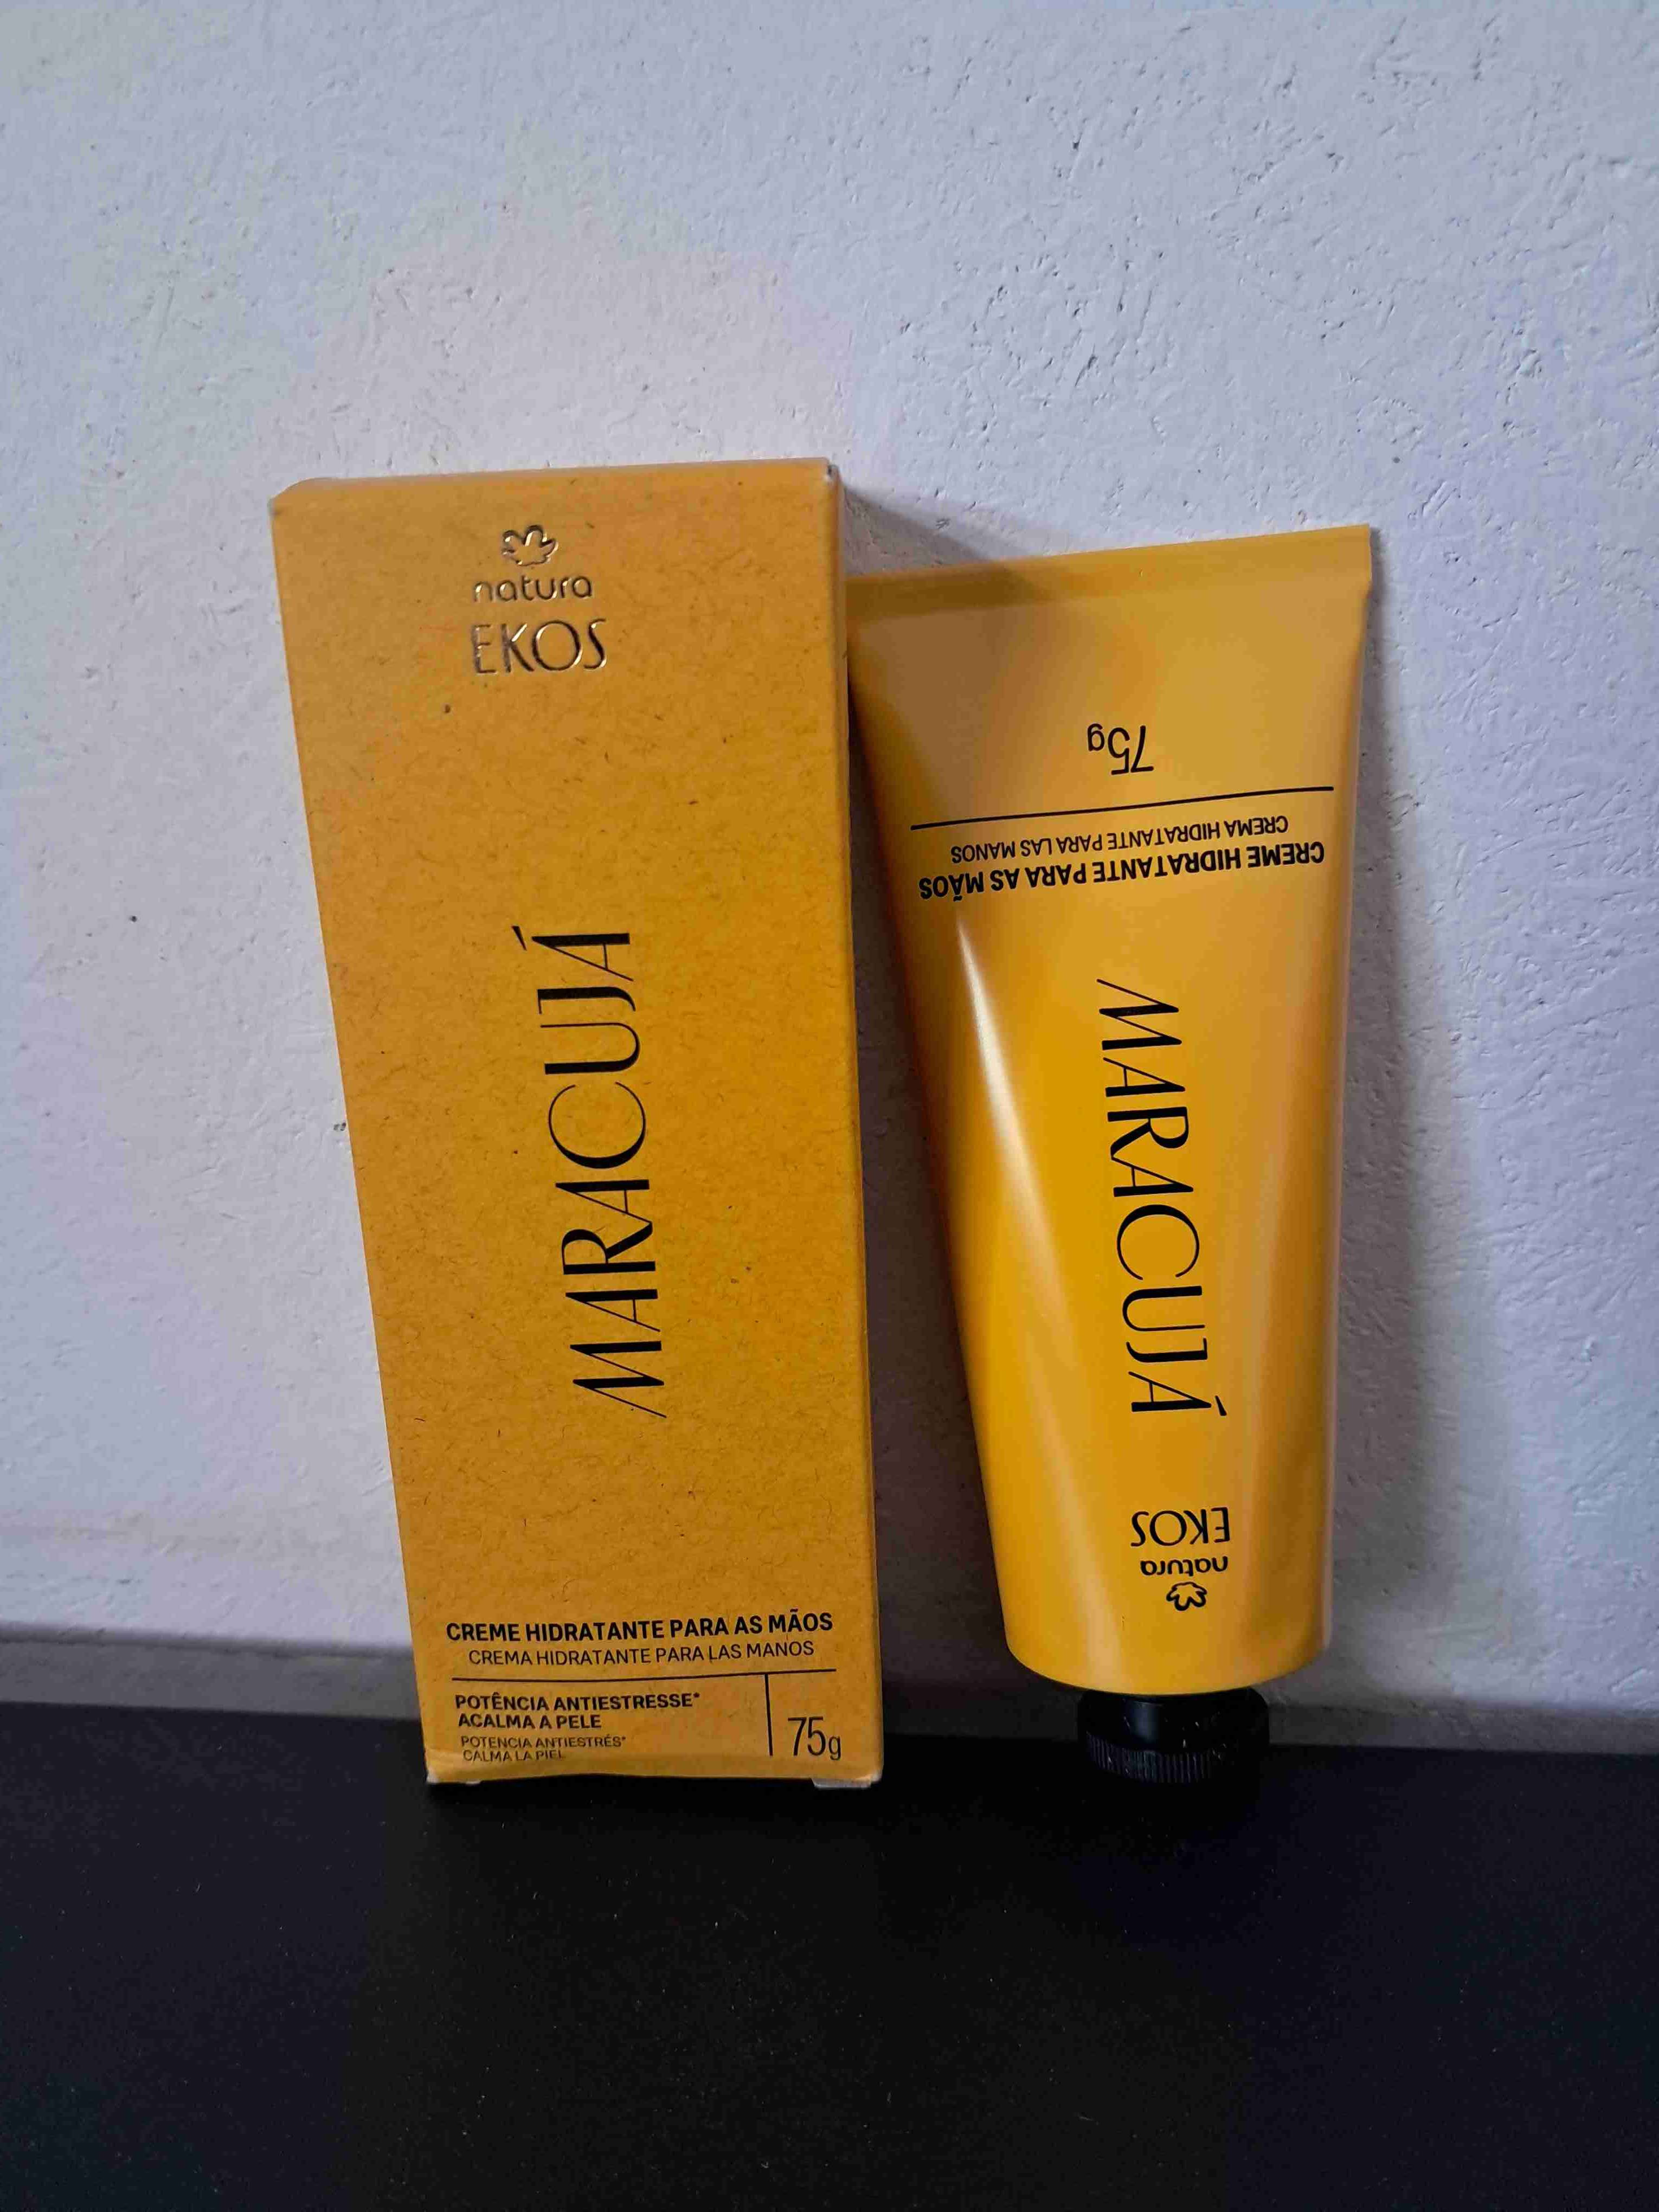 natura
EKOS
MARACUJÁ
CREME HIDRATANTE PARA AS MÃOS
CREMA HIDRATANTE PARA LAS MANOS
POTÊNCIA ANTIESTRESSE*
ACALMA A PELE
POTENCIA ANTIESTRÉS*
CALMA LA PIEL
75g
natura
EKOS
MARACUJÁ
CREME HIDRATANTE PARA AS MÃOS
CREMA HIDRATANTE PARA LAS MANOS
75g